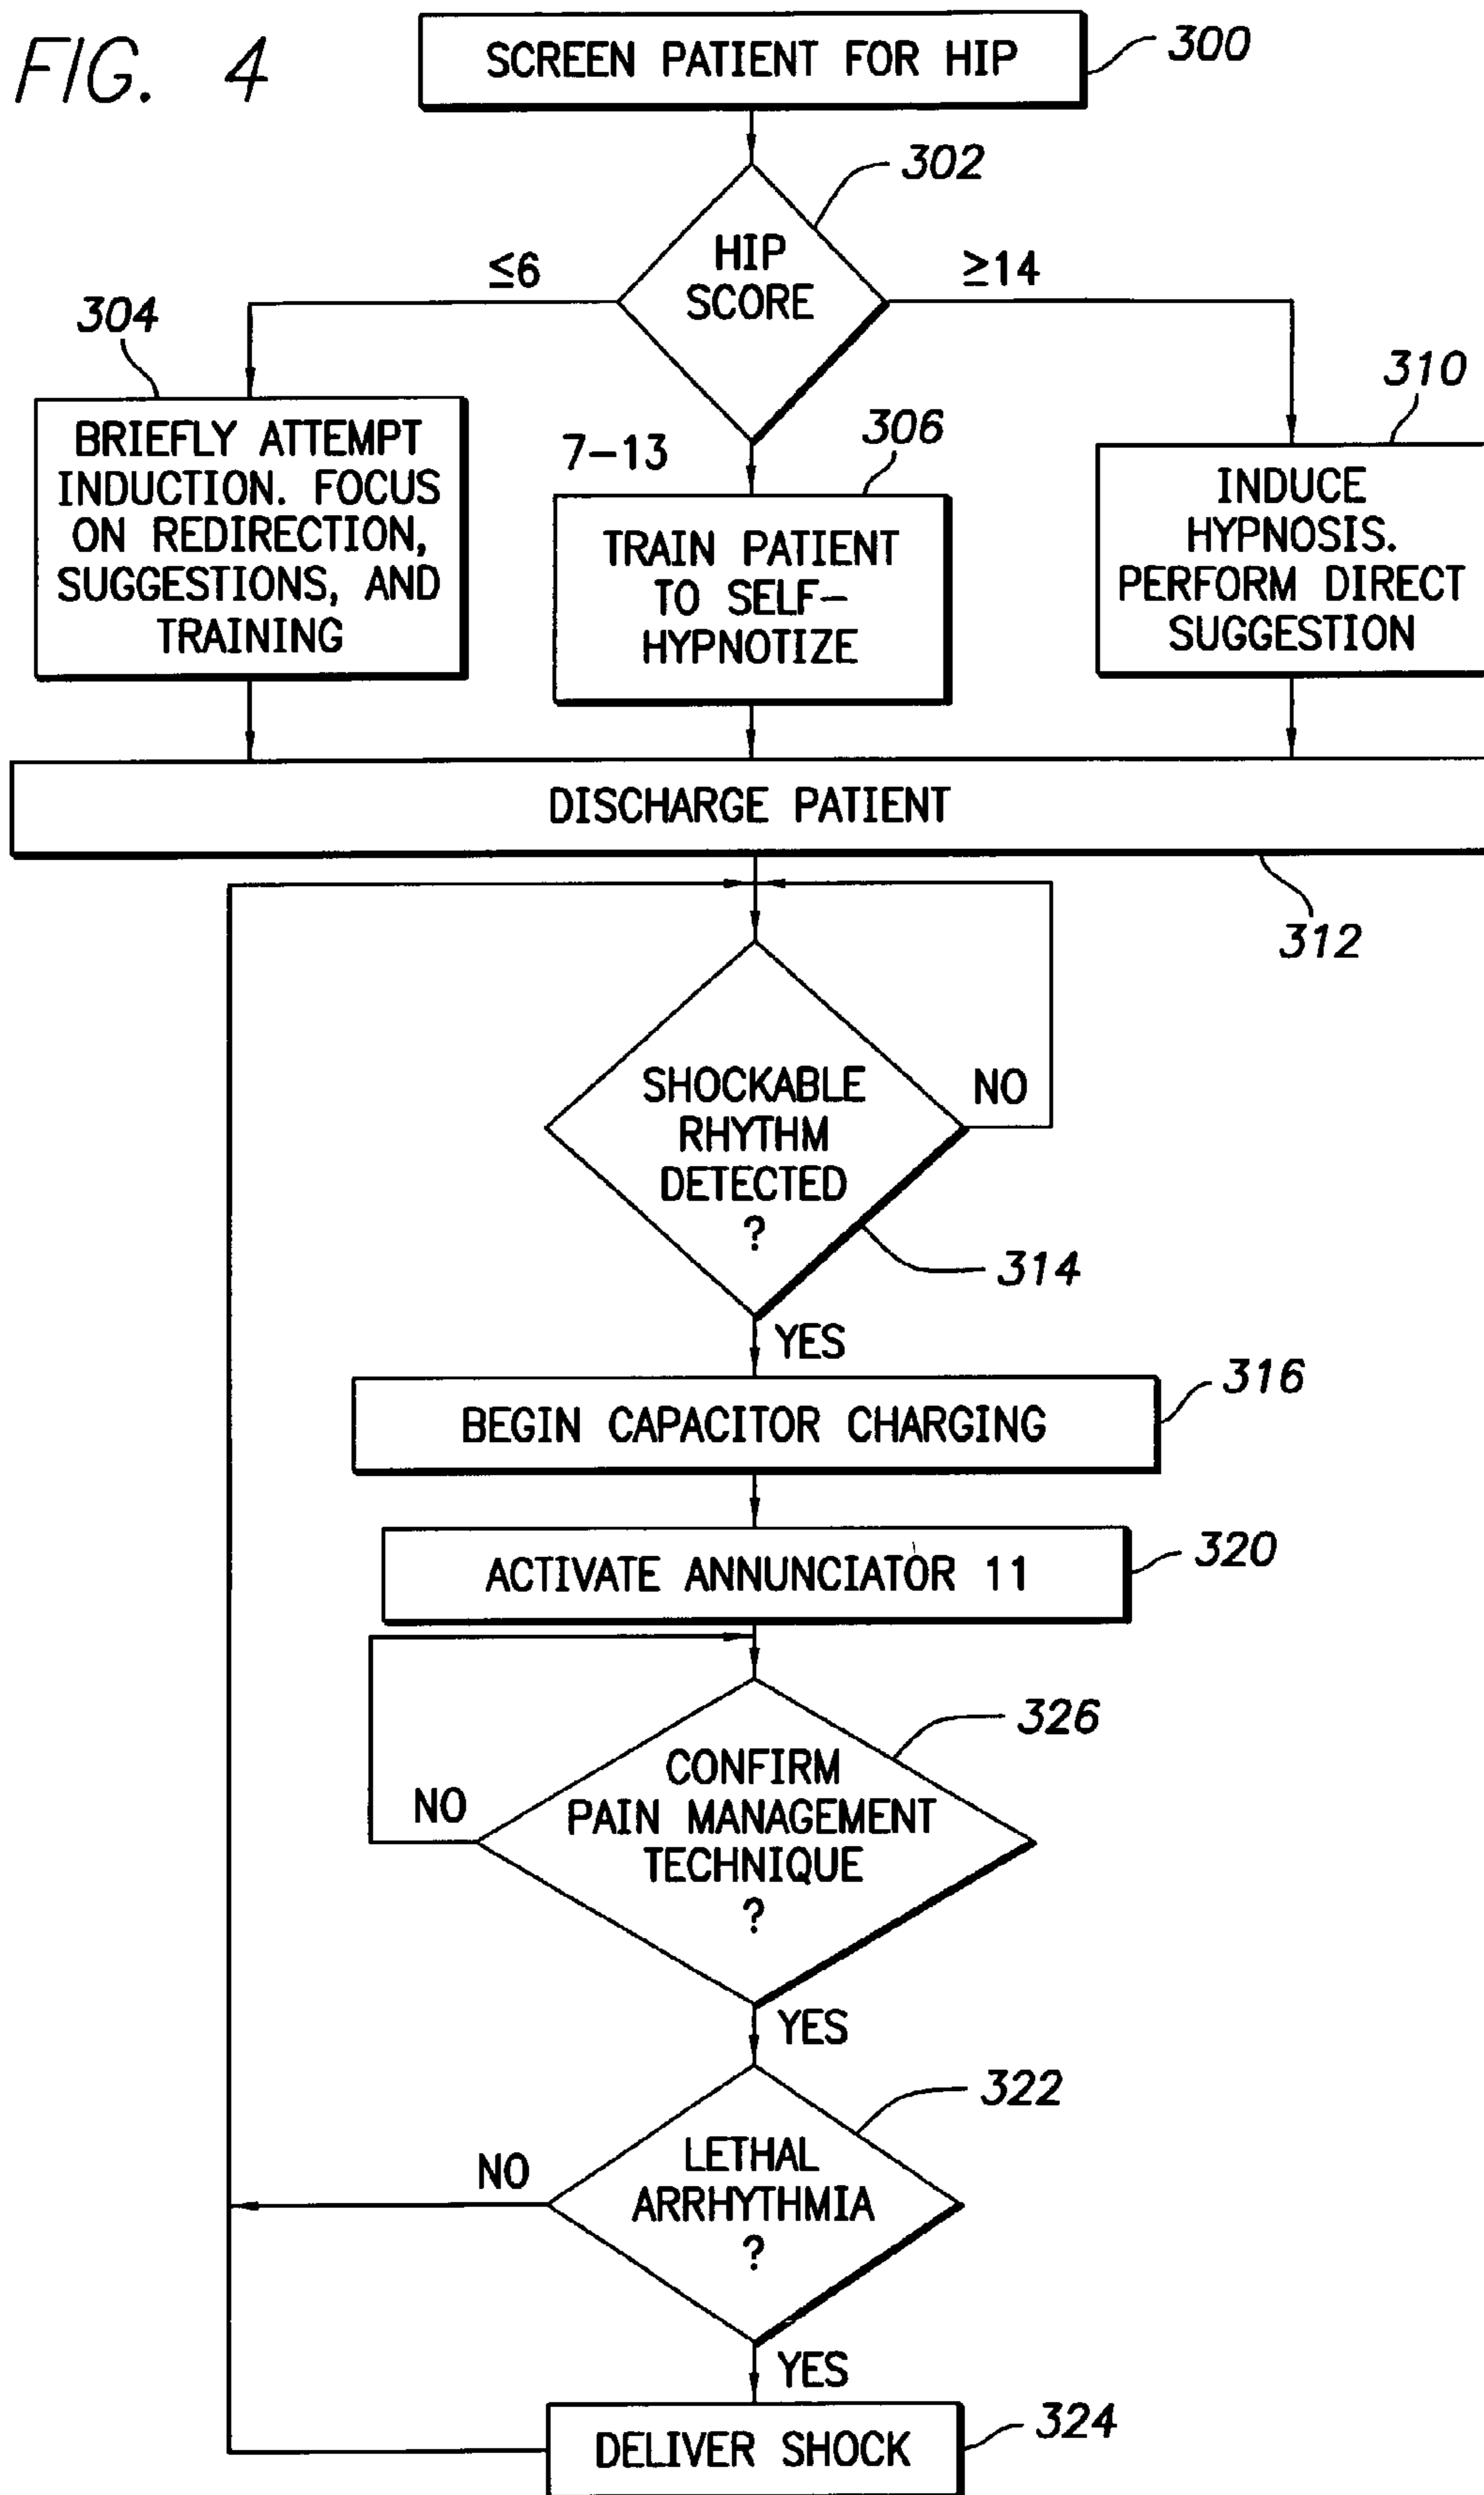 FIG. 4
SCREEN PATIENT FOR HIP
300
302
HIP
SCORE
≤6
≥14
7-13
304
BRIEFLY ATTEMPT
INDUCTION. FOCUS
ON REDIRECTION,
SUGGESTIONS, AND
TRAINING
306
TRAIN PATIENT
TO SELF-
HYPNOTIZE
310
INDUCE
HYPNOSIS.
PERFORM DIRECT
SUGGESTION
DISCHARGE PATIENT
312
SHOCKABLE
RHYTHM
DETECTED
?
NO
314
YES
BEGIN CAPACITOR CHARGING
316
ACTIVATE ANNUNCIATOR 11
320
CONFIRM
PAIN MANAGEMENT
TECHNIQUE
?
326
NO
YES
LETHAL
ARRHYTHMIA
?
322
NO
YES
DELIVER SHOCK
324